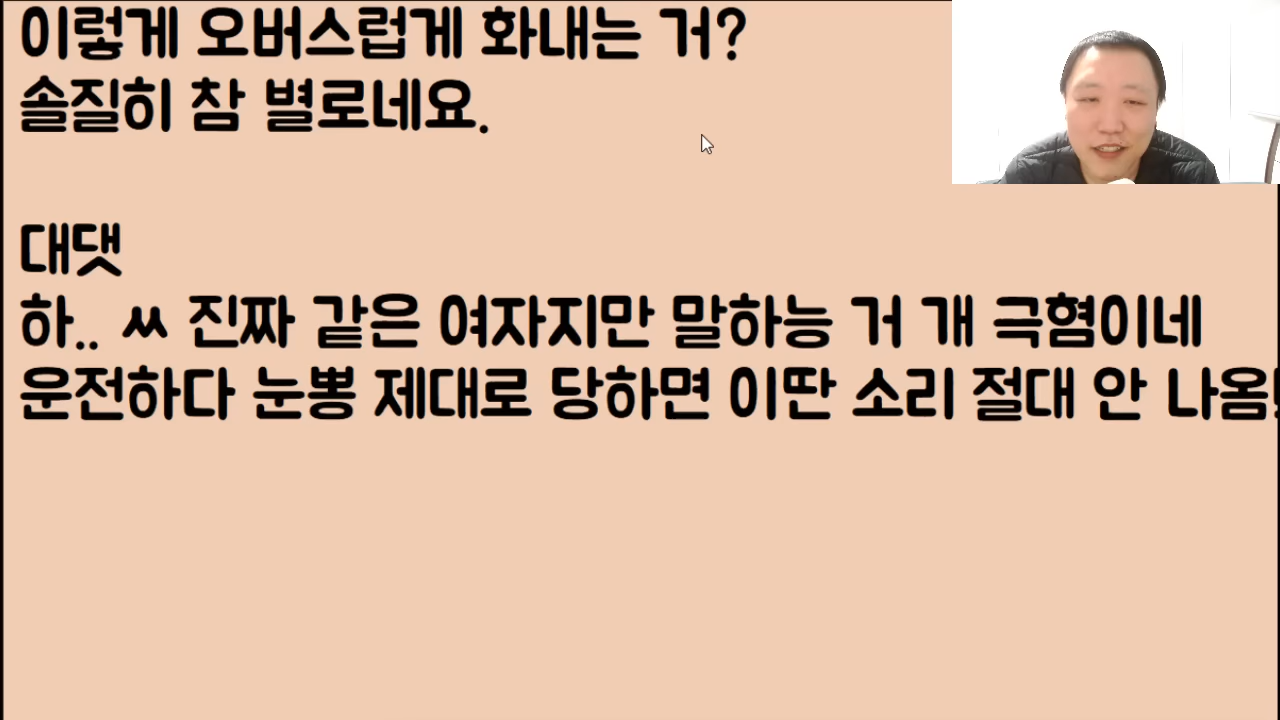 이렇게 오버스럽게 화내는 거?
솔질히 참 별로네요.
대댓
하.. ㅆ 진짜 같은 여자지만 말하능 거 개 극혐이네
운전하다 눈뽕 제대로 당하면 이딴 소리 절대 안 나옴!